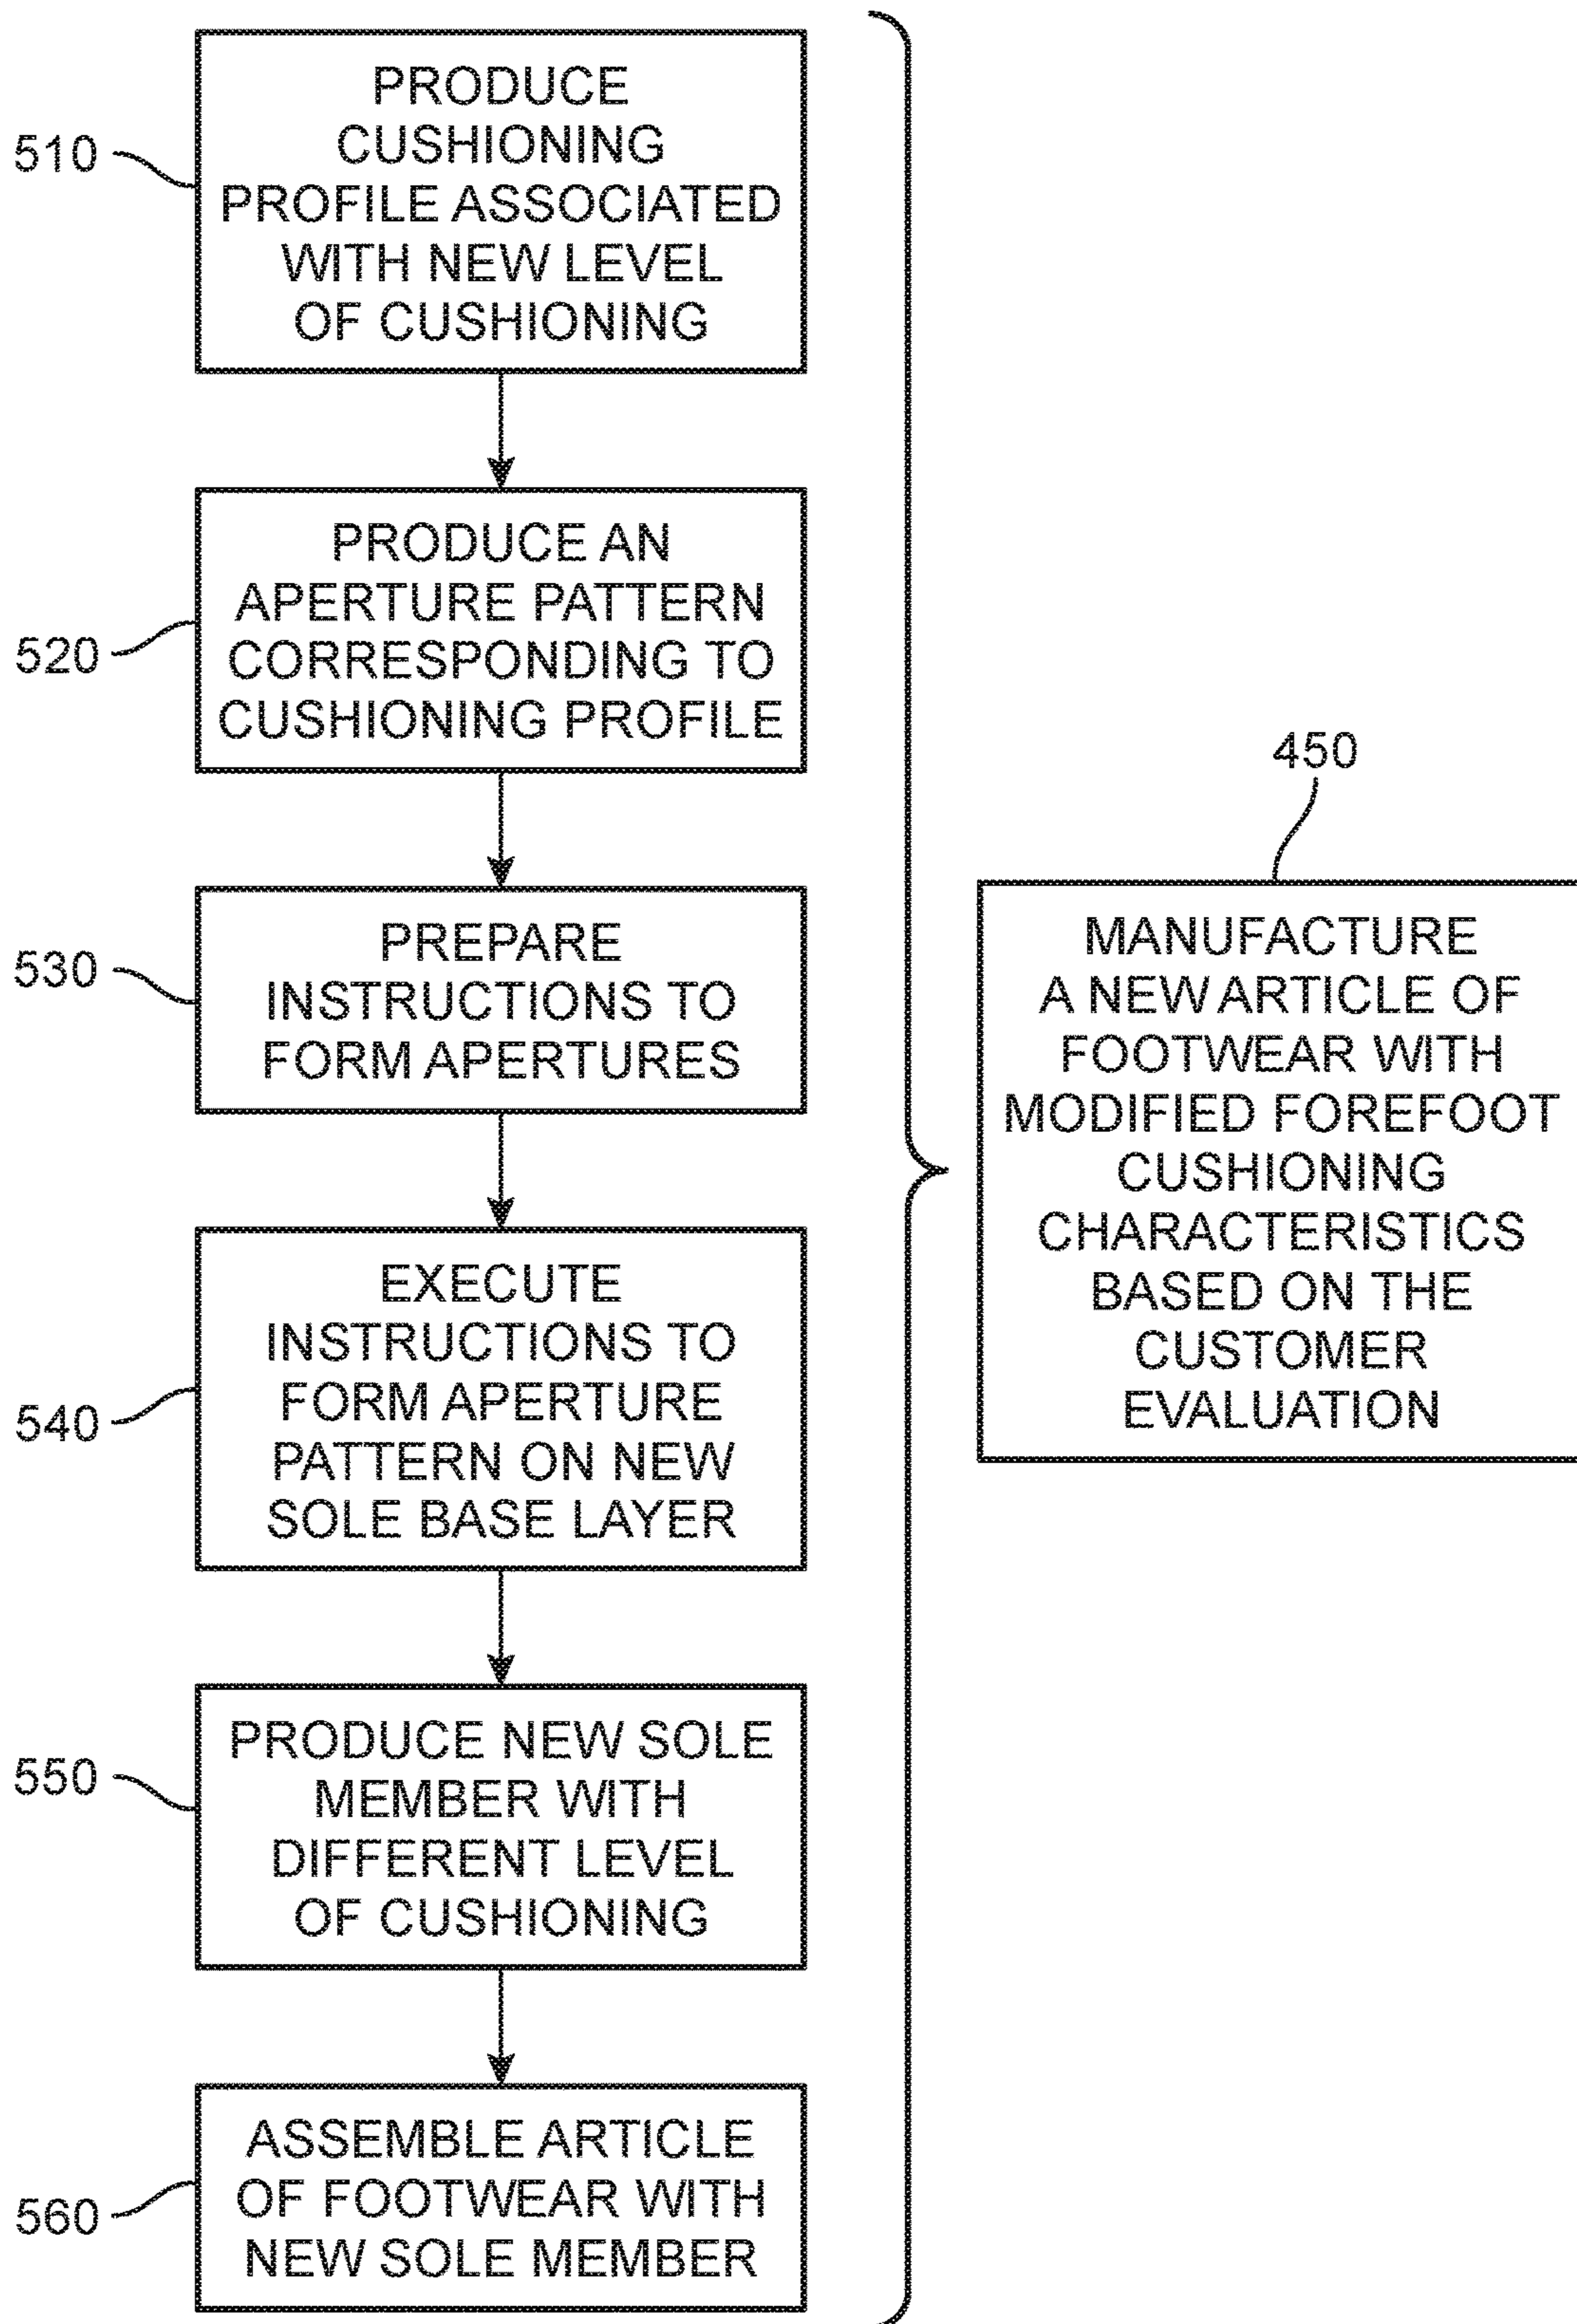 510
PRODUCE
CUSHIONING
PROFILE ASSOCIATED
WITH NEW LEVEL
OF CUSHIONING
520
PRODUCE AN
APERTURE PATTERN
CORRESPONDING TO
CUSHIONING PROFILE
530
PREPARE
INSTRUCTIONS TO
FORM APERTURES
540
EXECUTE
INSTRUCTIONS TO
FORM APERTURE
PATTERN ON NEW
SOLE BASE LAYER
550
PRODUCE NEW SOLE
MEMBER WITH
DIFFERENT LEVEL
OF CUSHIONING
560
ASSEMBLE ARTICLE
OF FOOTWEAR WITH
NEW SOLE MEMBER
450
MANUFACTURE
A NEW ARTICLE OF
FOOTWEAR WITH
MODIFIED FOREFOOT
CUSHIONING
CHARACTERISTICS
BASED ON THE
CUSTOMER
EVALUATION